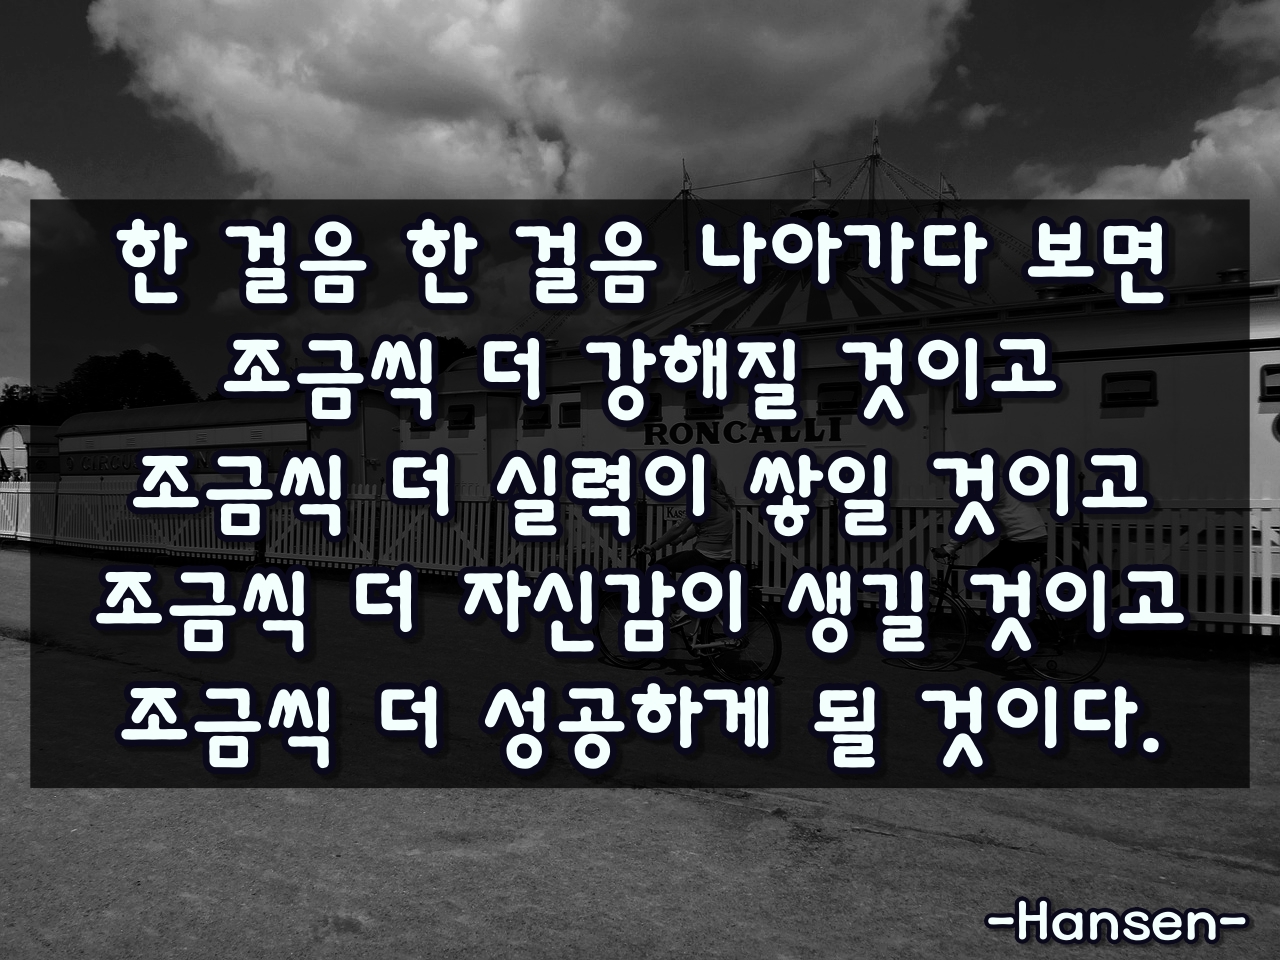 한 걸음 한 걸음 나아가다 보면
조금씩 더 강해질 것이고
RONCALLI
조금씩 더 실력이 쌓일 것이고
조금씩 더 자신감이 생길 것이고
조금씩 더 성공하게 될 것이다.
-Hansen-